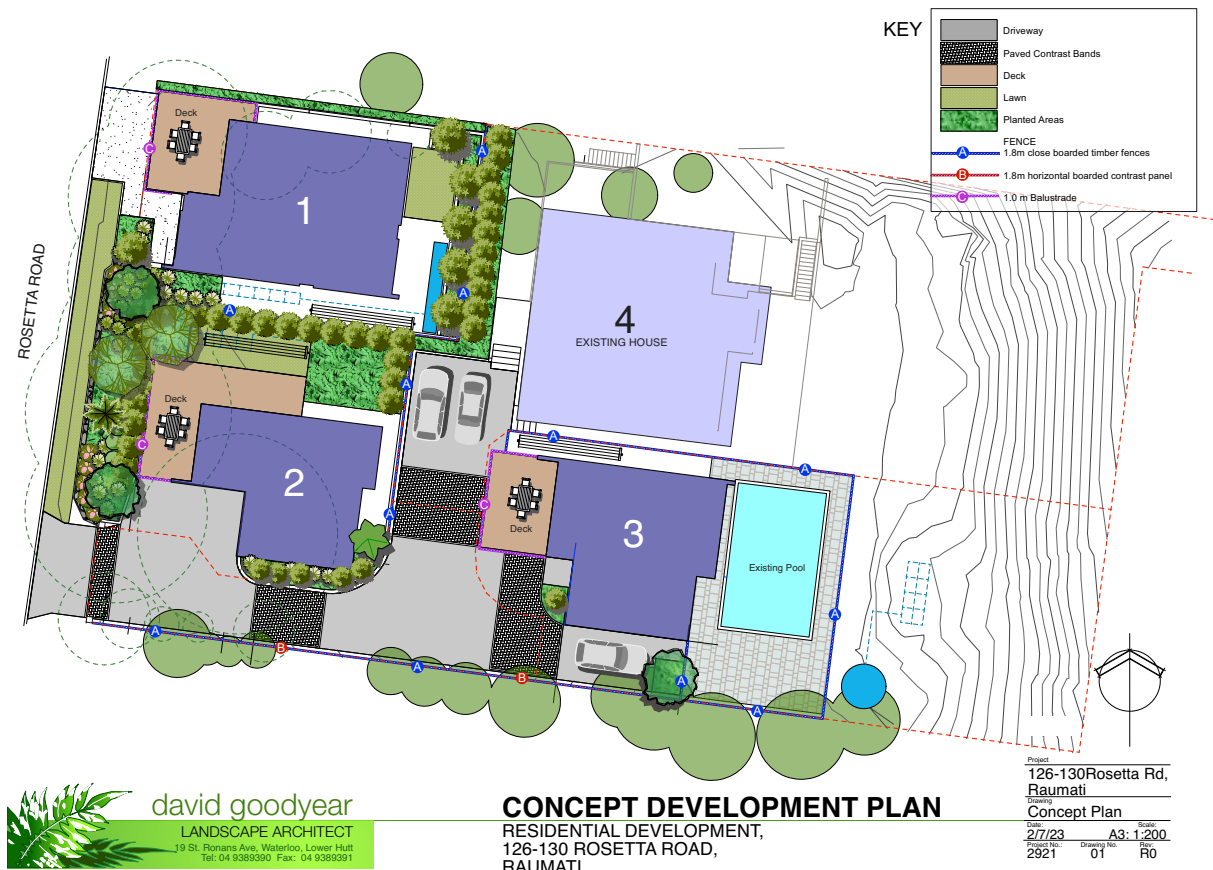 KEY
Driveway
Paved Contrast Bands
Deck
Lawn
Planted Areas
FENCE
A 1.8m close boarded timber fences
B 1.8m horizontal boarded contrast panel
C 1.0 m Balustrade
ROSETTA ROAD
Deck
C
A
1
A
A
4
EXISTING HOUSE
Deck
A
C
2
A
A
A
C
Deck
3
Existing Pool
A
A
B
A
B
A
A
david goodyear
LANDSCAPE ARCHITECT
19 St. Ronans Ave, Waterloo, Lower Hutt
Tel: 04 9389390 Fax: 04 9389391
CONCEPT DEVELOPMENT PLAN
RESIDENTIAL DEVELOPMENT,
126-130 ROSETTA ROAD,
RAUMATI
Project
126-130Rosetta Rd,
Raumati
Drawing
Concept Plan
Date: Scale:
2/7/23 A3: 1:200
Project No.: Drawing No. Rev:
2921 01 R0